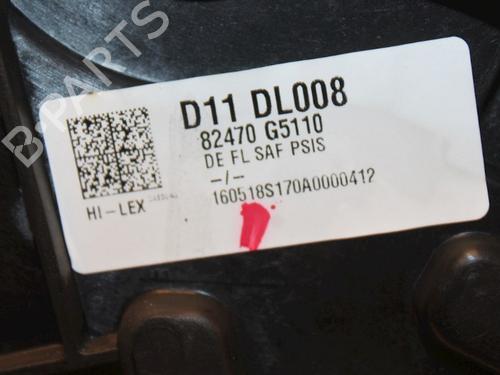 D11 DL008
82470 G5110
DE FL SAF PSIS
-/-
160518S170A0000412
HI-LEX
B-PARTS